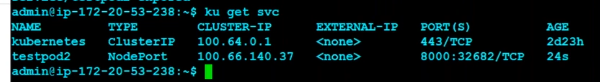 admin@ip-172-20-53-238:~$ ku get svc
NAME TYPE CLUSTER-IP EXTERNAL-IP PORT(S) AGE
kubernetes ClusterIP 100.64.0.1 <none> 443/TCP 2d23h
testpod2 NodePort 100.66.140.37 <none> 8000:32682/TCP 24s
admin@ip-172-20-53-238:~$